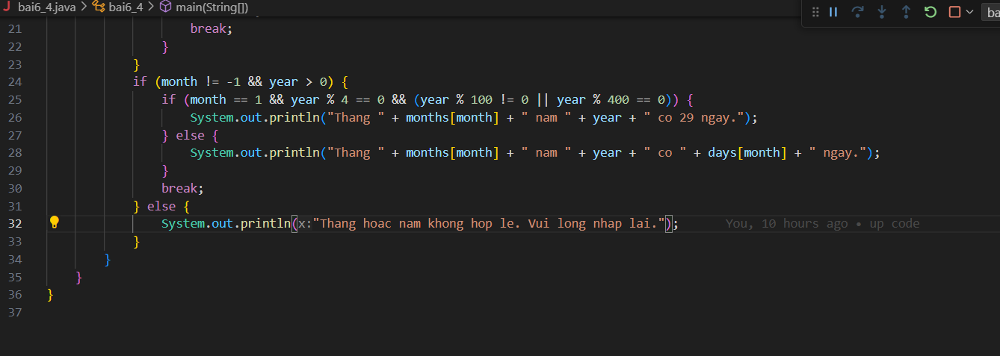 J bai6_4.java > bai6_4 > main(String[])
ba
21 break;
22 }
23 }
24 if (month != -1 && year > 0) {
25 if (month == 1 && year % 4 == 0 && (year % 100 != 0 || year % 400 == 0)) {
26 System.out.println("Thang " + months[month] + " nam " + year + " co 29 ngay.");
27 } else {
28 System.out.println("Thang " + months[month] + " nam " + year + " co " + days[month] + " ngay.");
29 }
30 break;
31 } else {
32 System.out.println(x:"Thang hoac nam khong hop le. Vui long nhap lai."); You, 10 hours ago • up code
33 }
34 }
35 }
36 }
37